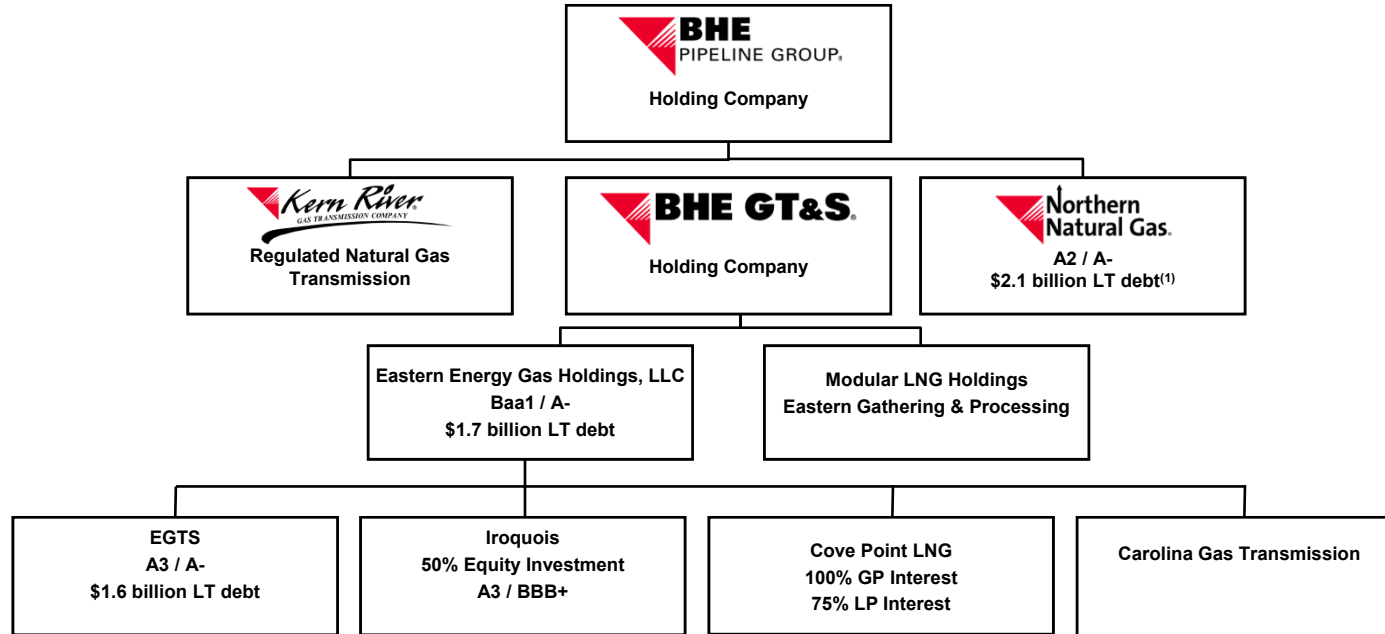 BHE
PIPELINE GROUP®
Holding Company
Kern River®
GAS TRANSMISSION COMPANY
Regulated Natural Gas
Transmission
BHE GT&S®
Holding Company
Northern
Natural Gas®
A2 / A-
$2.1 billion LT debt(1)
Eastern Energy Gas Holdings, LLC
Baa1 / A-
$1.7 billion LT debt
Modular LNG Holdings
Eastern Gathering & Processing
EGTS
A3 / A-
$1.6 billion LT debt
Iroquois
50% Equity Investment
A3 / BBB+
Cove Point LNG
100% GP Interest
75% LP Interest
Carolina Gas Transmission